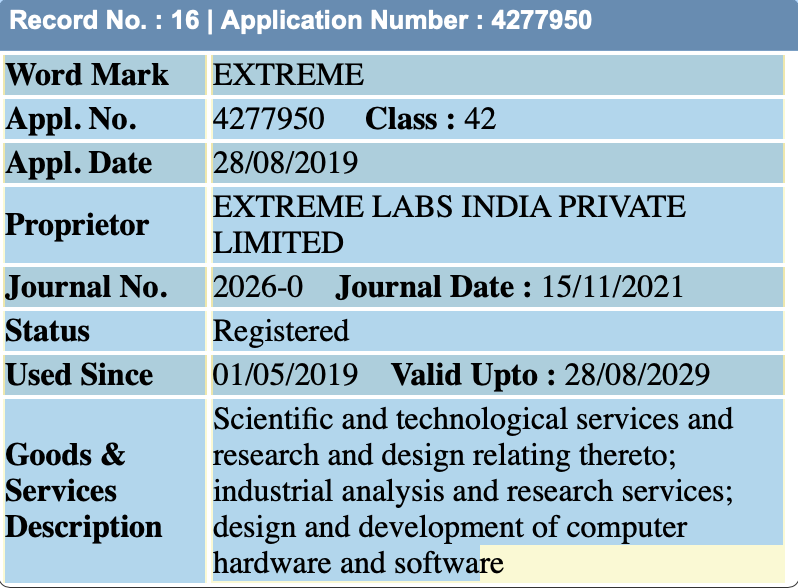 Record No. : 16 | Application Number : 4277950
Word Mark EXTREME
Appl. No. 4277950 Class : 42
Appl. Date 28/08/2019
Proprietor EXTREME LABS INDIA PRIVATE
LIMITED
Journal No. 2026-0 Journal Date : 15/11/2021
Status Registered
Used Since 01/05/2019 Valid Upto : 28/08/2029
Goods &
Services
Description
Scientific and technological services and
research and design relating thereto;
industrial analysis and research services;
design and development of computer
hardware and software